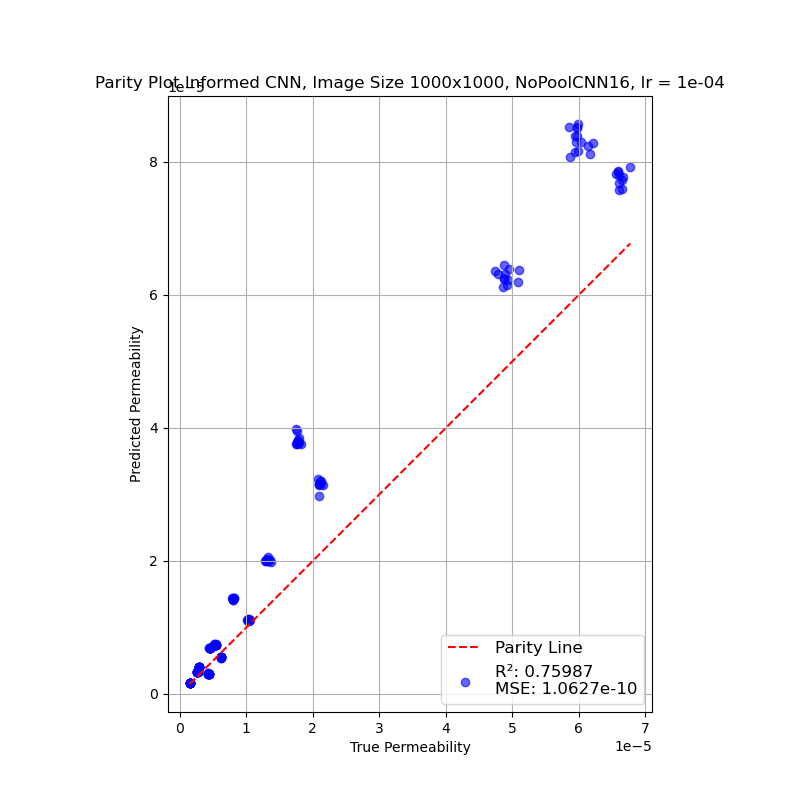 Parity Plot Informed CNN, Image Size 1000x1000, NoPoolCNN16, lr = 1e-04
1e−5
8
6
4
2
0
Predicted Permeability
0 1 2 3 4 5 6 7
True Permeability
1e−5
Parity Line
R²: 0.75987
MSE: 1.0627e-10